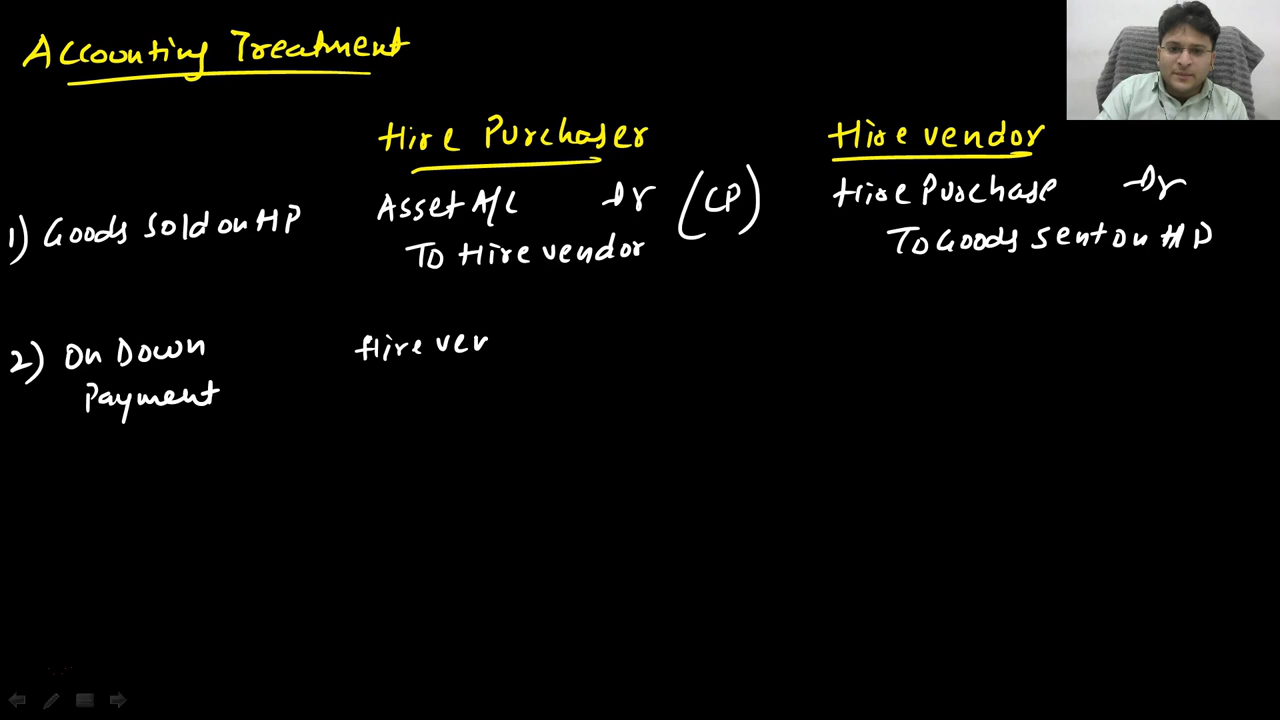 Accounting Treatment
Hire Purchaser Hire vendor
1) Goods sold on HP Asset A/c Dr (CP) Hire Purchase Dr
To Hire vendor To Goods sent on HP
2) On Down Hire ver
Payment